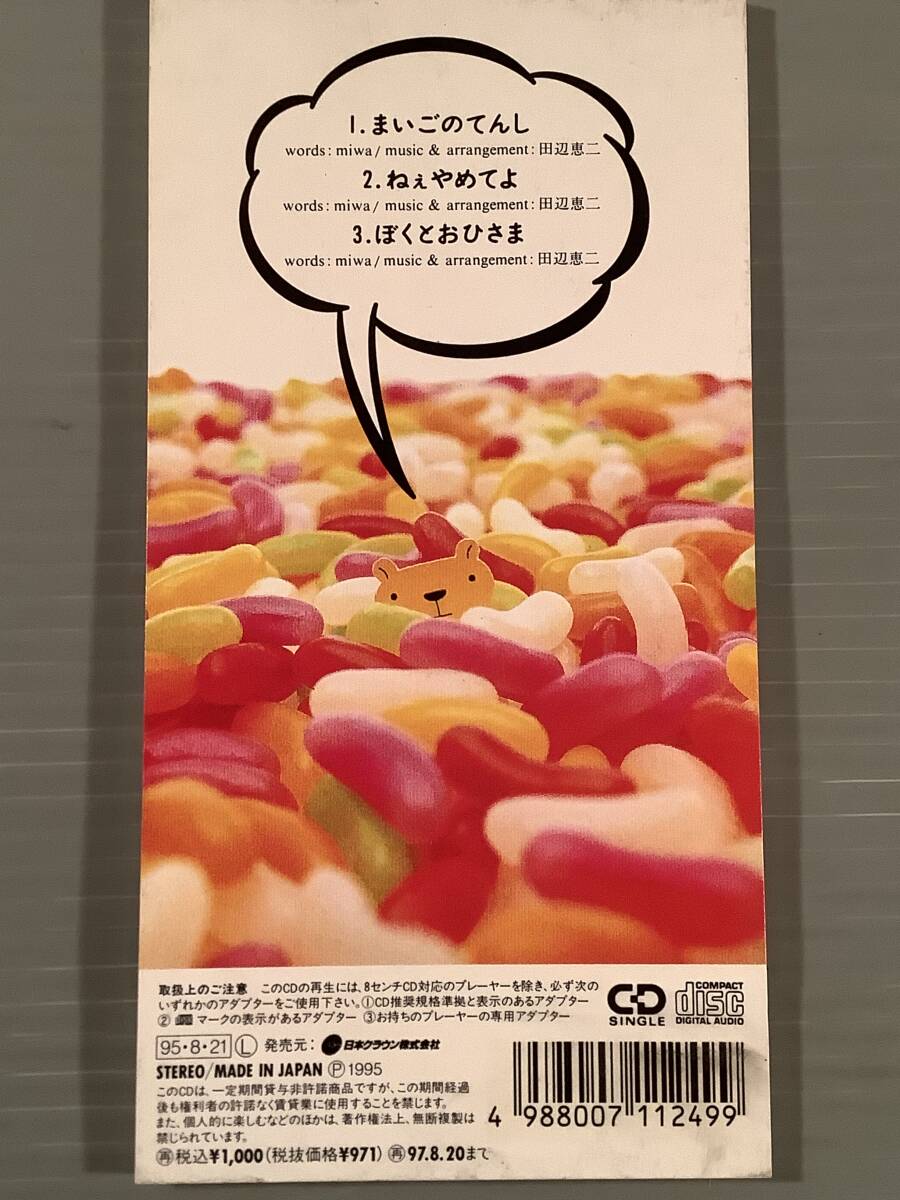 1.まいごのてんし
words: miwa / music & arrangement: 田辺恵二
2.ねぇやめてよ
words: miwa / music & arrangement: 田辺恵二
3.ぼくとおひさま
words: miwa / music & arrangement: 田辺恵二
取扱上のご注意 このCDの再生には、8センチCD対応のプレーヤーを除き、必ず次の
いずれかのアダプターをご使用下さい。①CD推奨規格準拠と表示のあるアダプター
② マークの表示があるアダプター ③お持ちのプレーヤーの専用アダプター
CD SINGLE
COMPACT disc DIGITAL AUDIO
95・8・21 Ⓛ 発売元: 日本クラウン株式会社
STEREO/MADE IN JAPAN Ⓟ 1995
このCDは、一定期間貸与非許諾商品ですが、この期間経過
後も権利者の許諾なく賃貸業に使用することを禁じます。
また、個人的に楽しむなどのほかは、著作権法上、無断複製は
禁じられています。
㊢税込¥1,000(税抜価格¥971) ㊢97.8.20まで
4 988007 112499